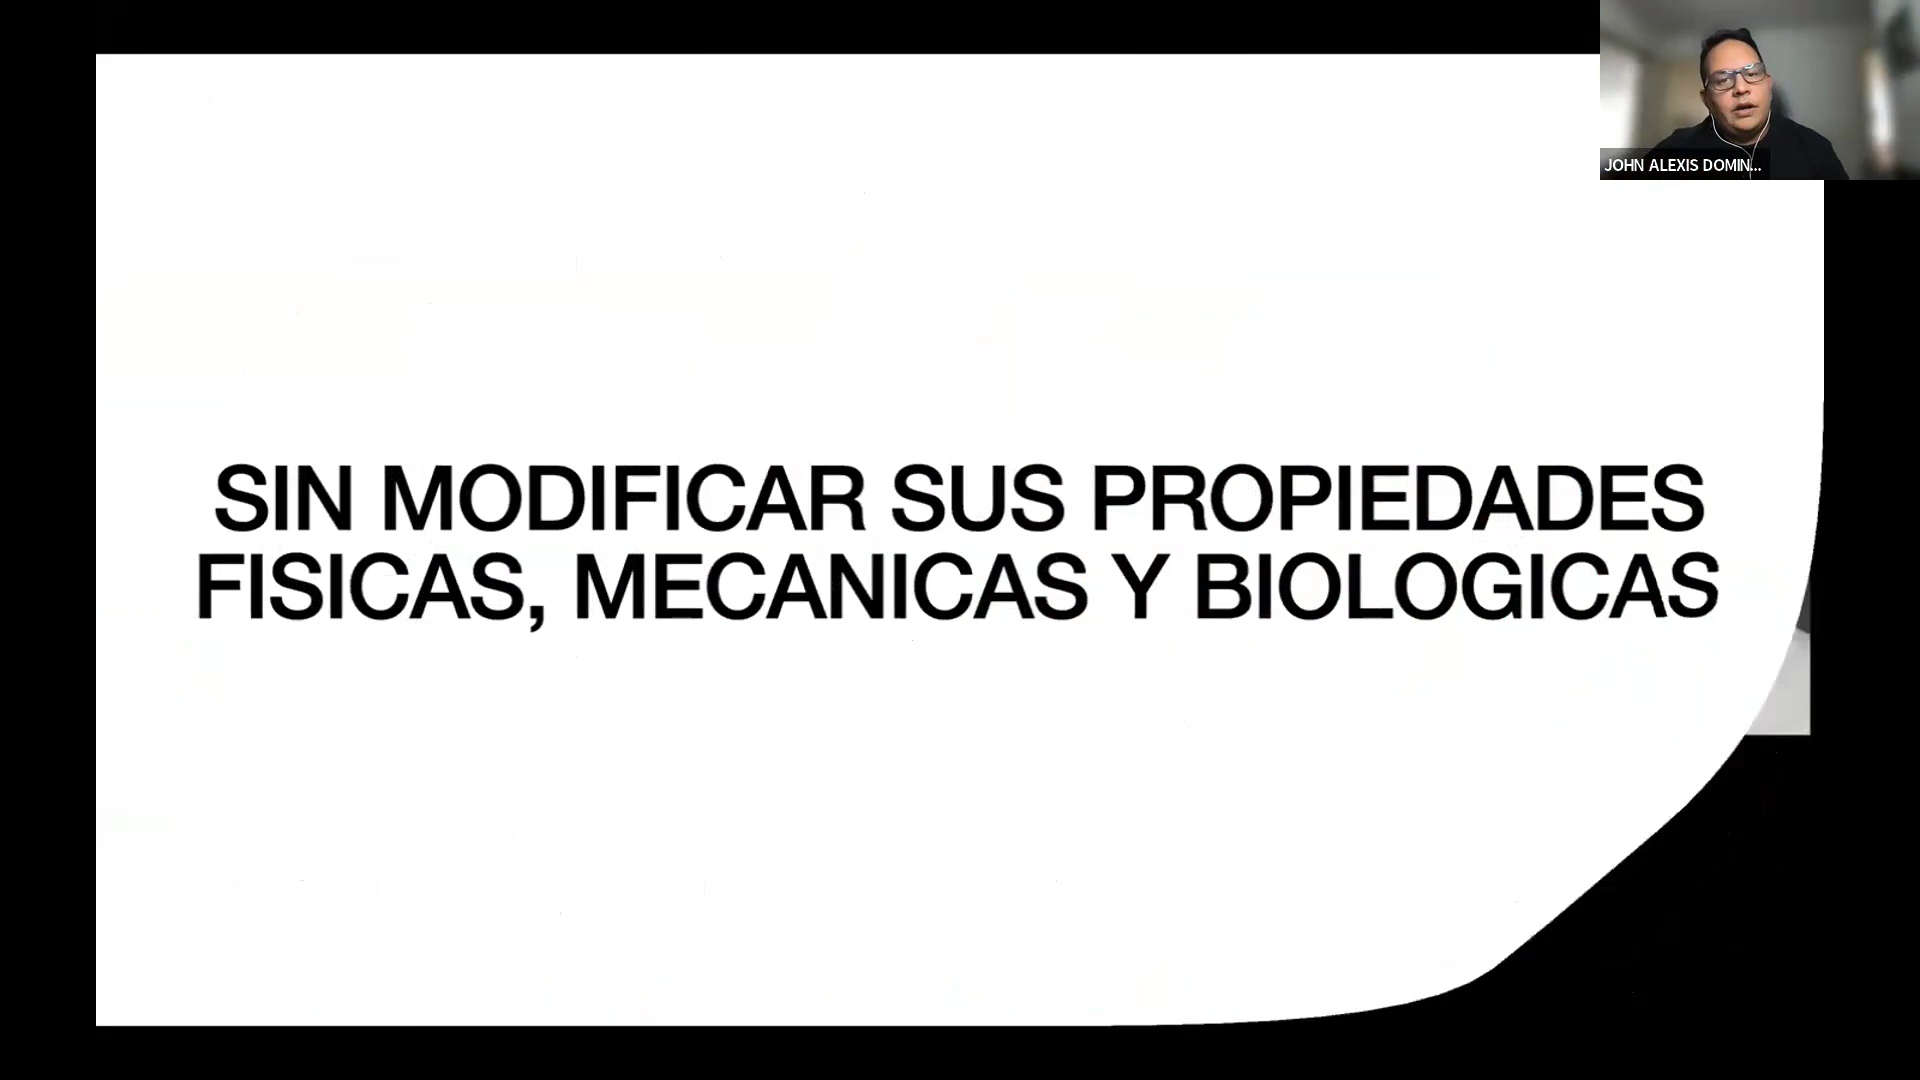 JOHN ALEXIS DOMIN...
SIN MODIFICAR SUS PROPIEDADES
FISICAS, MECANICAS Y BIOLOGICAS